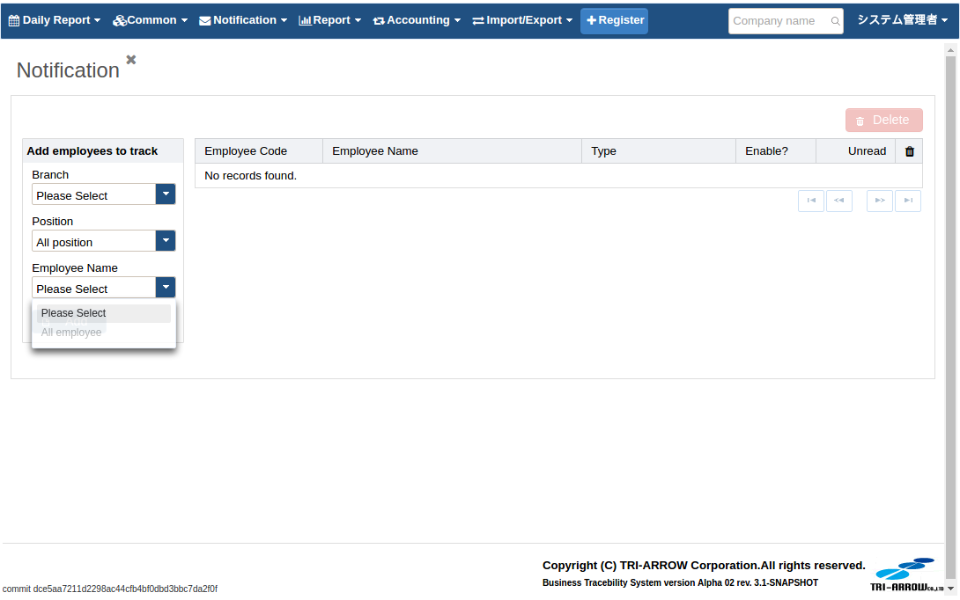 Daily Report Common Notification Report Accounting Import/Export Register Company name システム管理者
Notification
Delete
Add employees to track
Employee Code Employee Name Type Enable? Unread
No records found.
Branch
Please Select
Position
All position
Employee Name
Please Select
Please Select
All employee
Copyright (C) TRI-ARROW Corporation.All rights reserved.
Business Tracebility System version Alpha 02 rev. 3.1-SNAPSHOT
commit dce5aa7211d2298ac44cfb4bf0dbd3bbc7da2f0f
TRI-ARROW CO.,LTD